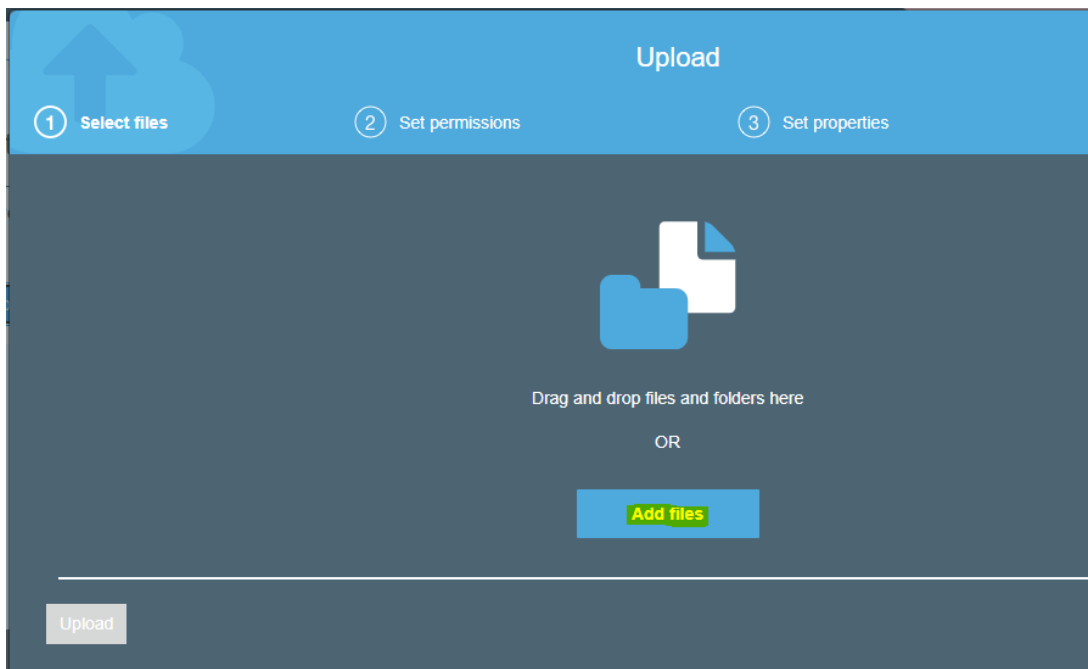 Upload
1 Select files
2 Set permissions
3 Set properties
Drag and drop files and folders here
OR
Add files
Upload